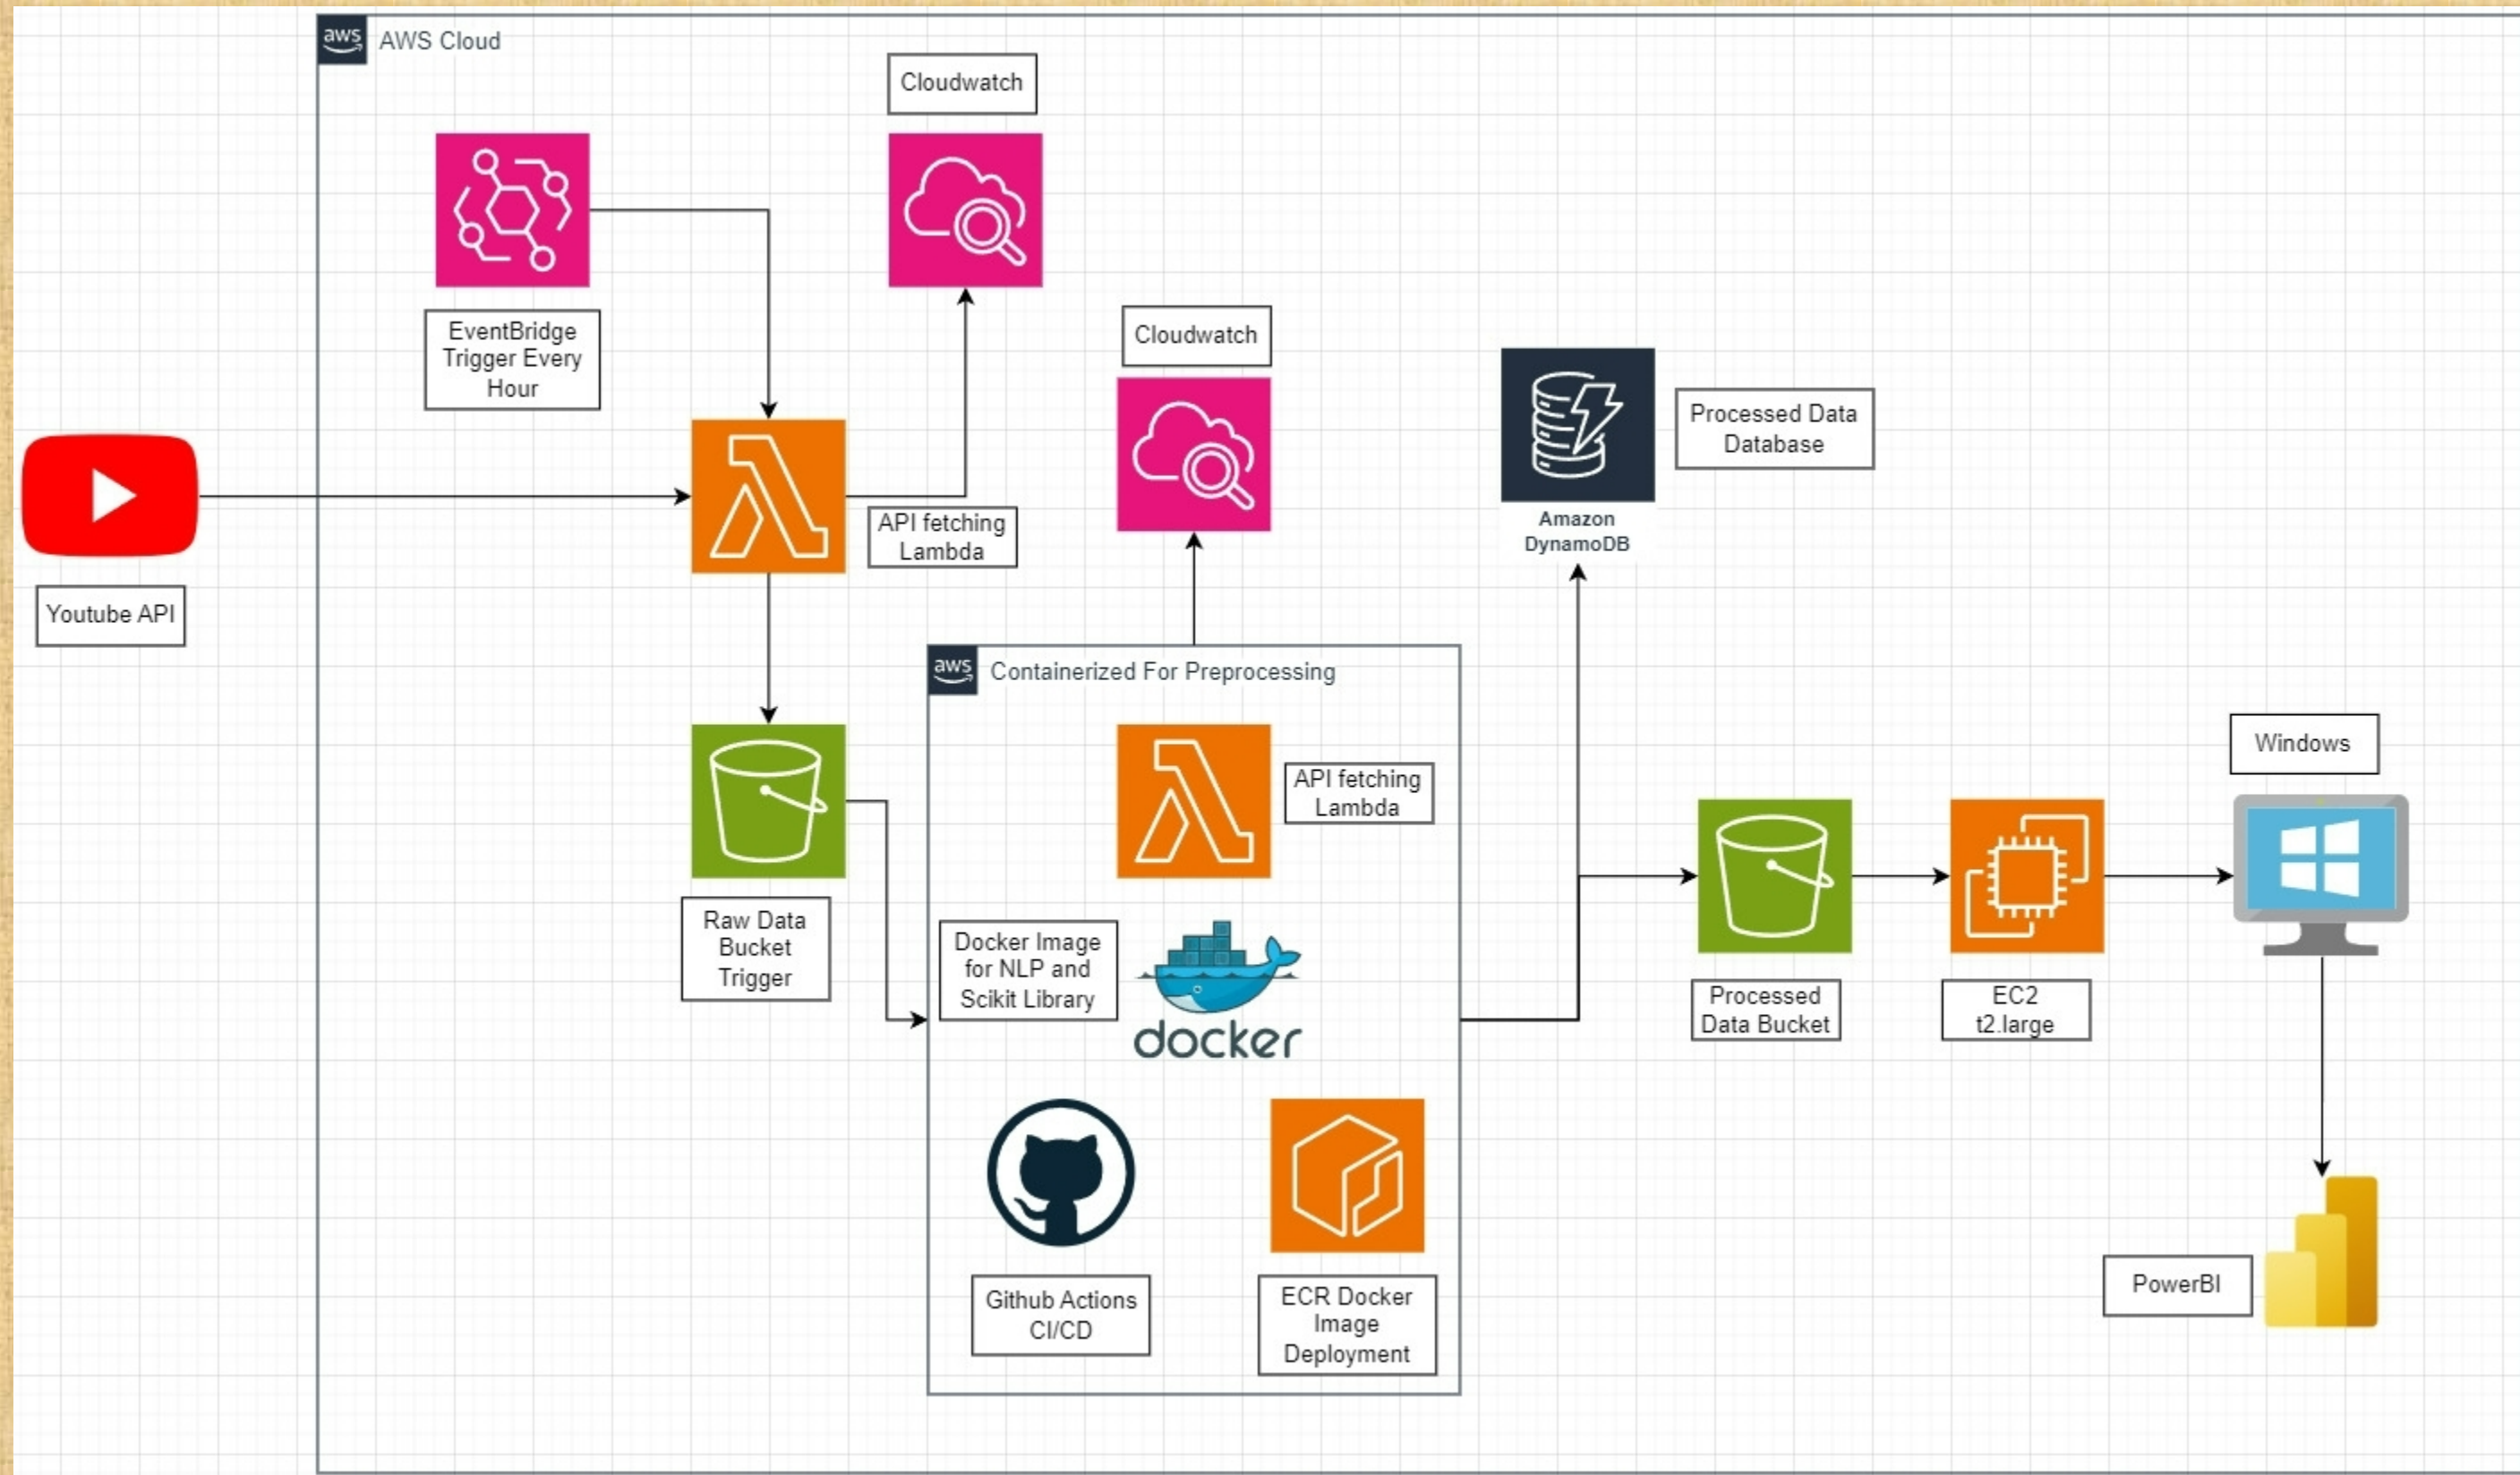 aws
AWS Cloud
Cloudwatch
EventBridge
Trigger Every
Hour
Cloudwatch
Processed Data
Database
Amazon
DynamoDB
API fetching
Lambda
Youtube API
aws
Containerized For Preprocessing
Windows
API fetching
Lambda
Raw Data
Bucket
Trigger
Docker Image
for NLP and
Scikit Library
docker
Processed
Data Bucket
EC2
t2.large
Github Actions
CI/CD
ECR Docker
Image
Deployment
PowerBI